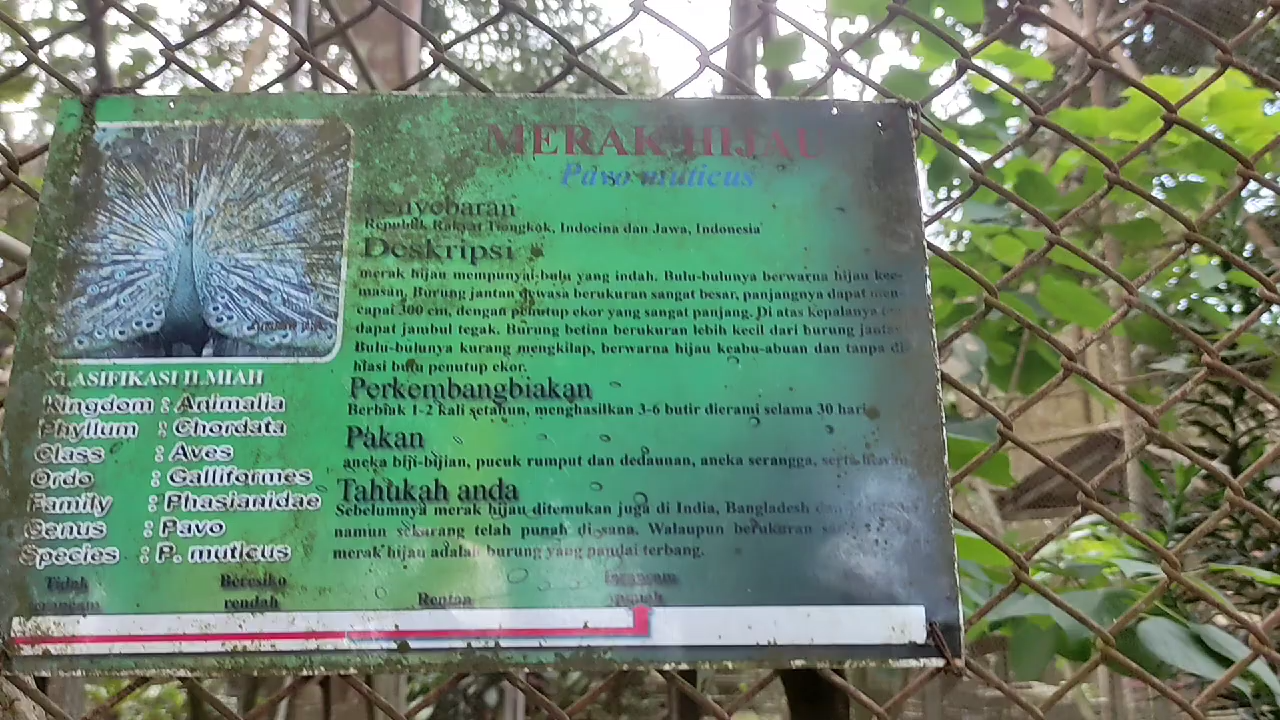 MERAK HIJAU
Pavo muticus
Penyebaran
Republik Rakyat Tiongkok, Indocina dan Jawa, Indonesia
Deskripsi
merak hijau mempunyai bulu yang indah. Bulu-bulunya berwarna hijau kee-
masan. Burung jantan dewasa berukuran sangat besar, panjangnya dapat men-
capai 300 cm, dengan penutup ekor yang sangat panjang. Di atas kepalanya
dapat jambul tegak. Burung betina berukuran lebih kecil dari burung jantan.
Bulu-bulunya kurang mengkilap, berwarna hijau keabu-abuan dan tanpa di-
hiasi bulu penutup ekor.
Perkembangbiakan
Berbiak 1-2 kali setahun, menghasilkan 3-6 butir dierami selama 30 hari
Pakan
aneka biji-bijian, pucuk rumput dan dedaunan, aneka serangga, serta
Tahukah anda
Sebelumnya merak hijau ditemukan juga di India, Bangladesh
namun sekarang telah punah di sana. Walaupun berukuran
merak hijau adalah burung yang pandai terbang.
KLASIFIKASI ILMIAH
Kingdom : Animalia
Phyllum : Chordata
Class : Aves
Ordo : Galliformes
Family : Phasianidae
Genus : Pavo
Species : P. muticus
Tidak
Beresiko
rendah
Rentan
Terancam
punah